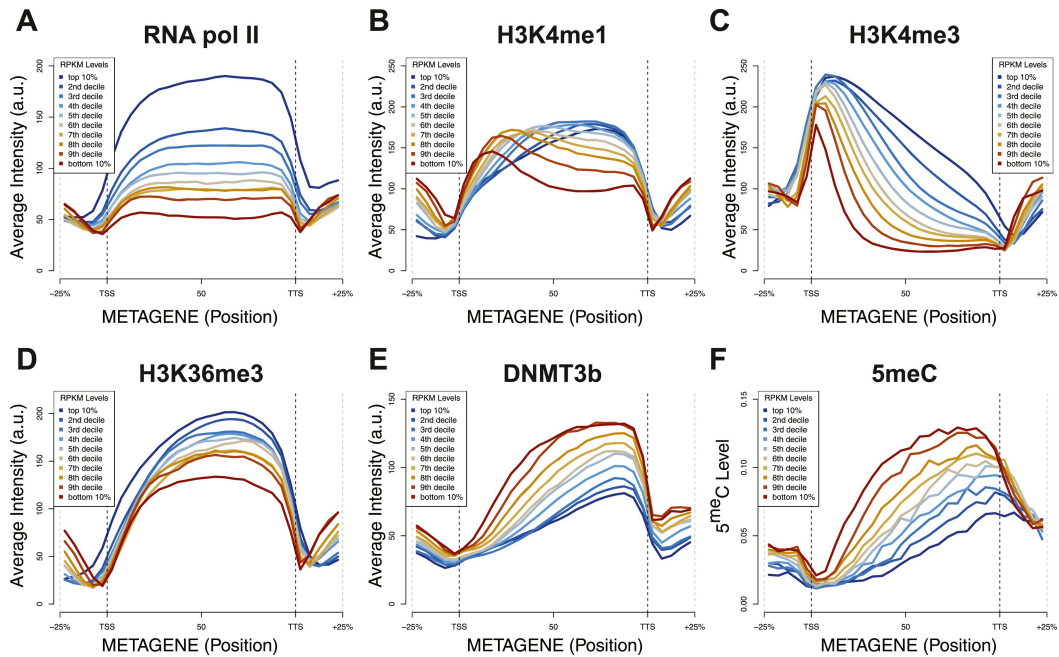 A
RNA pol II
Average Intensity (a.u.)
200
150
100
50
0
RPKM Levels
top 10%
2nd decile
3rd decile
4th decile
5th decile
6th decile
7th decile
8th decile
9th decile
bottom 10%
−25%
TSS
50
TTS
+25%
METAGENE (Position)
B
H3K4me1
Average Intensity (a.u.)
250
200
150
100
50
0
RPKM Levels
top 10%
2nd decile
3rd decile
4th decile
5th decile
6th decile
7th decile
8th decile
9th decile
bottom 10%
−25%
TSS
50
TTS
+25%
METAGENE (Position)
C
H3K4me3
Average Intensity (a.u.)
250
200
150
100
50
0
RPKM Levels
top 10%
2nd decile
3rd decile
4th decile
5th decile
6th decile
7th decile
8th decile
9th decile
bottom 10%
−25%
TSS
50
TTS
+25%
METAGENE (Position)
D
H3K36me3
Average Intensity (a.u.)
200
150
100
50
0
RPKM Levels
top 10%
2nd decile
3rd decile
4th decile
5th decile
6th decile
7th decile
8th decile
9th decile
bottom 10%
−25%
TSS
50
TTS
+25%
METAGENE (Position)
E
DNMT3b
Average Intensity (a.u.)
150
100
50
0
RPKM Levels
top 10%
2nd decile
3rd decile
4th decile
5th decile
6th decile
7th decile
8th decile
9th decile
bottom 10%
−25%
TSS
50
TTS
+25%
METAGENE (Position)
F
5meC
5meC Level
0.15
0.10
0.05
0.00
RPKM Levels
top 10%
2nd decile
3rd decile
4th decile
5th decile
6th decile
7th decile
8th decile
9th decile
bottom 10%
−25%
TSS
50
TTS
+25%
METAGENE (Position)